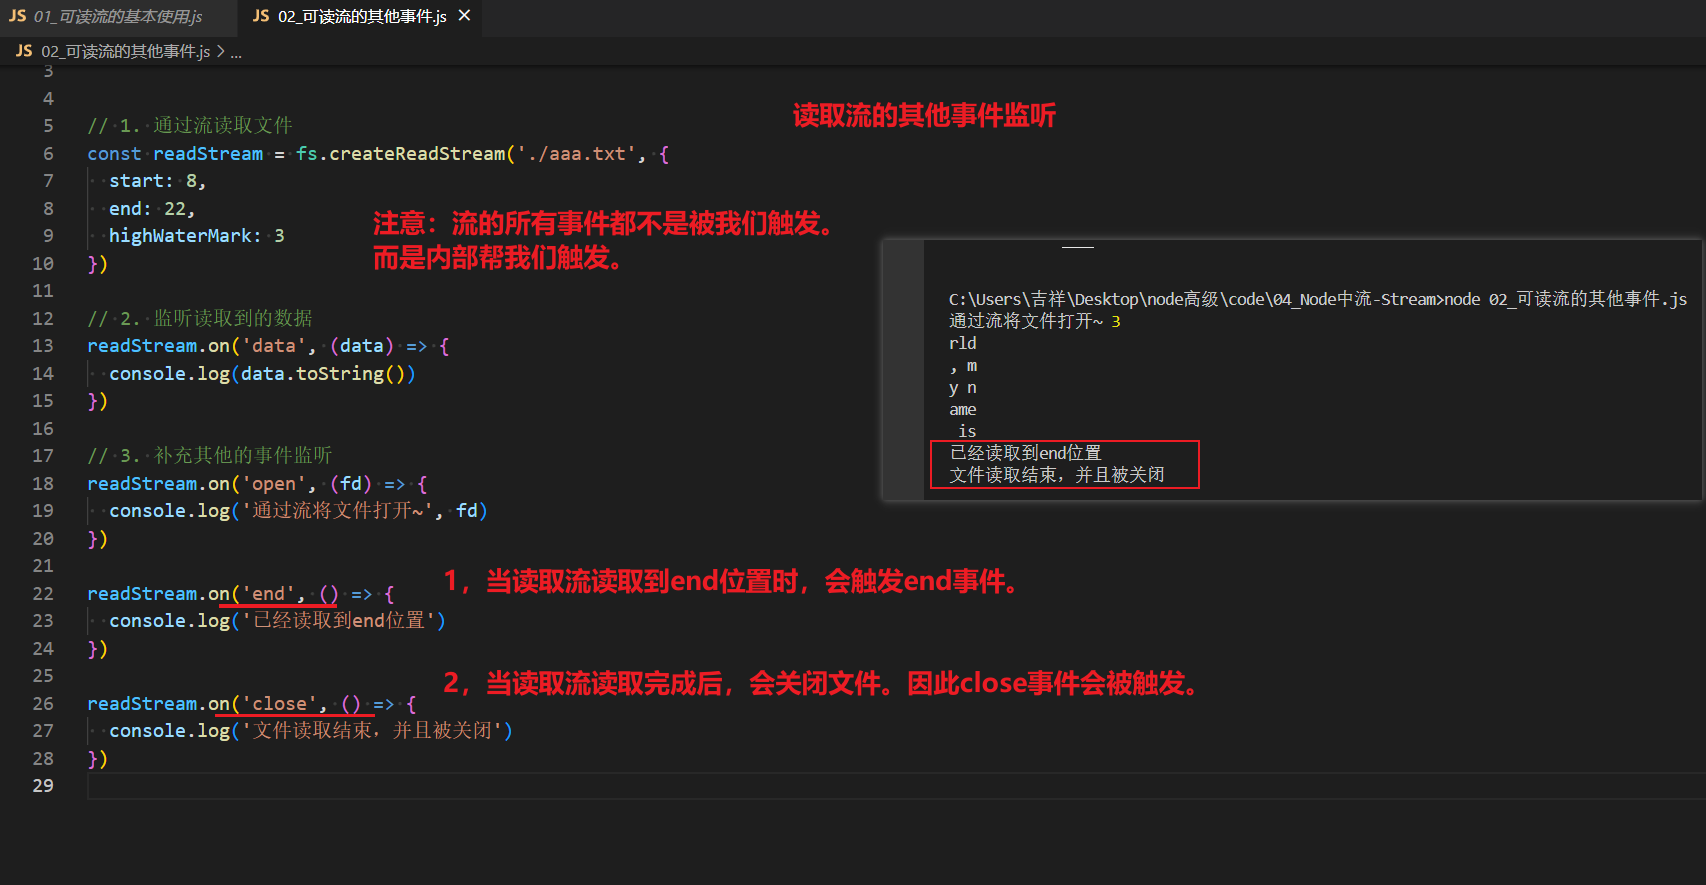 JS 01_可读流的基本使用.js JS 02_可读流的其他事件.js ×
JS 02_可读流的其他事件.js > ...
3
4
5 // 1. 通过流读取文件
读取流的其他事件监听
6 const readStream = fs.createReadStream('./aaa.txt', {
7 start: 8,
8 end: 22,
9 highWaterMark: 3
10 })
注意：流的所有事件都不是被我们触发。
而是内部帮我们触发。
11
12 // 2. 监听读取到的数据
13 readStream.on('data', (data) => {
14 console.log(data.toString())
15 })
16
17 // 3. 补充其他的事件监听
18 readStream.on('open', (fd) => {
19 console.log('通过流将文件打开~', fd)
20 })
21
22 readStream.on('end', () => {
1，当读取流读取到end位置时，会触发end事件。
23 console.log('已经读取到end位置')
24 })
25
2，当读取流读取完成后，会关闭文件。因此close事件会被触发。
26 readStream.on('close', () => {
27 console.log('文件读取结束，并且被关闭')
28 })
29
C:\Users\吉祥\Desktop\node高级\code\04_Node中流-Stream>node 02_可读流的其他事件.js
通过流将文件打开~ 3
rld
, m
y n
ame
 is
已经读取到end位置
文件读取结束，并且被关闭